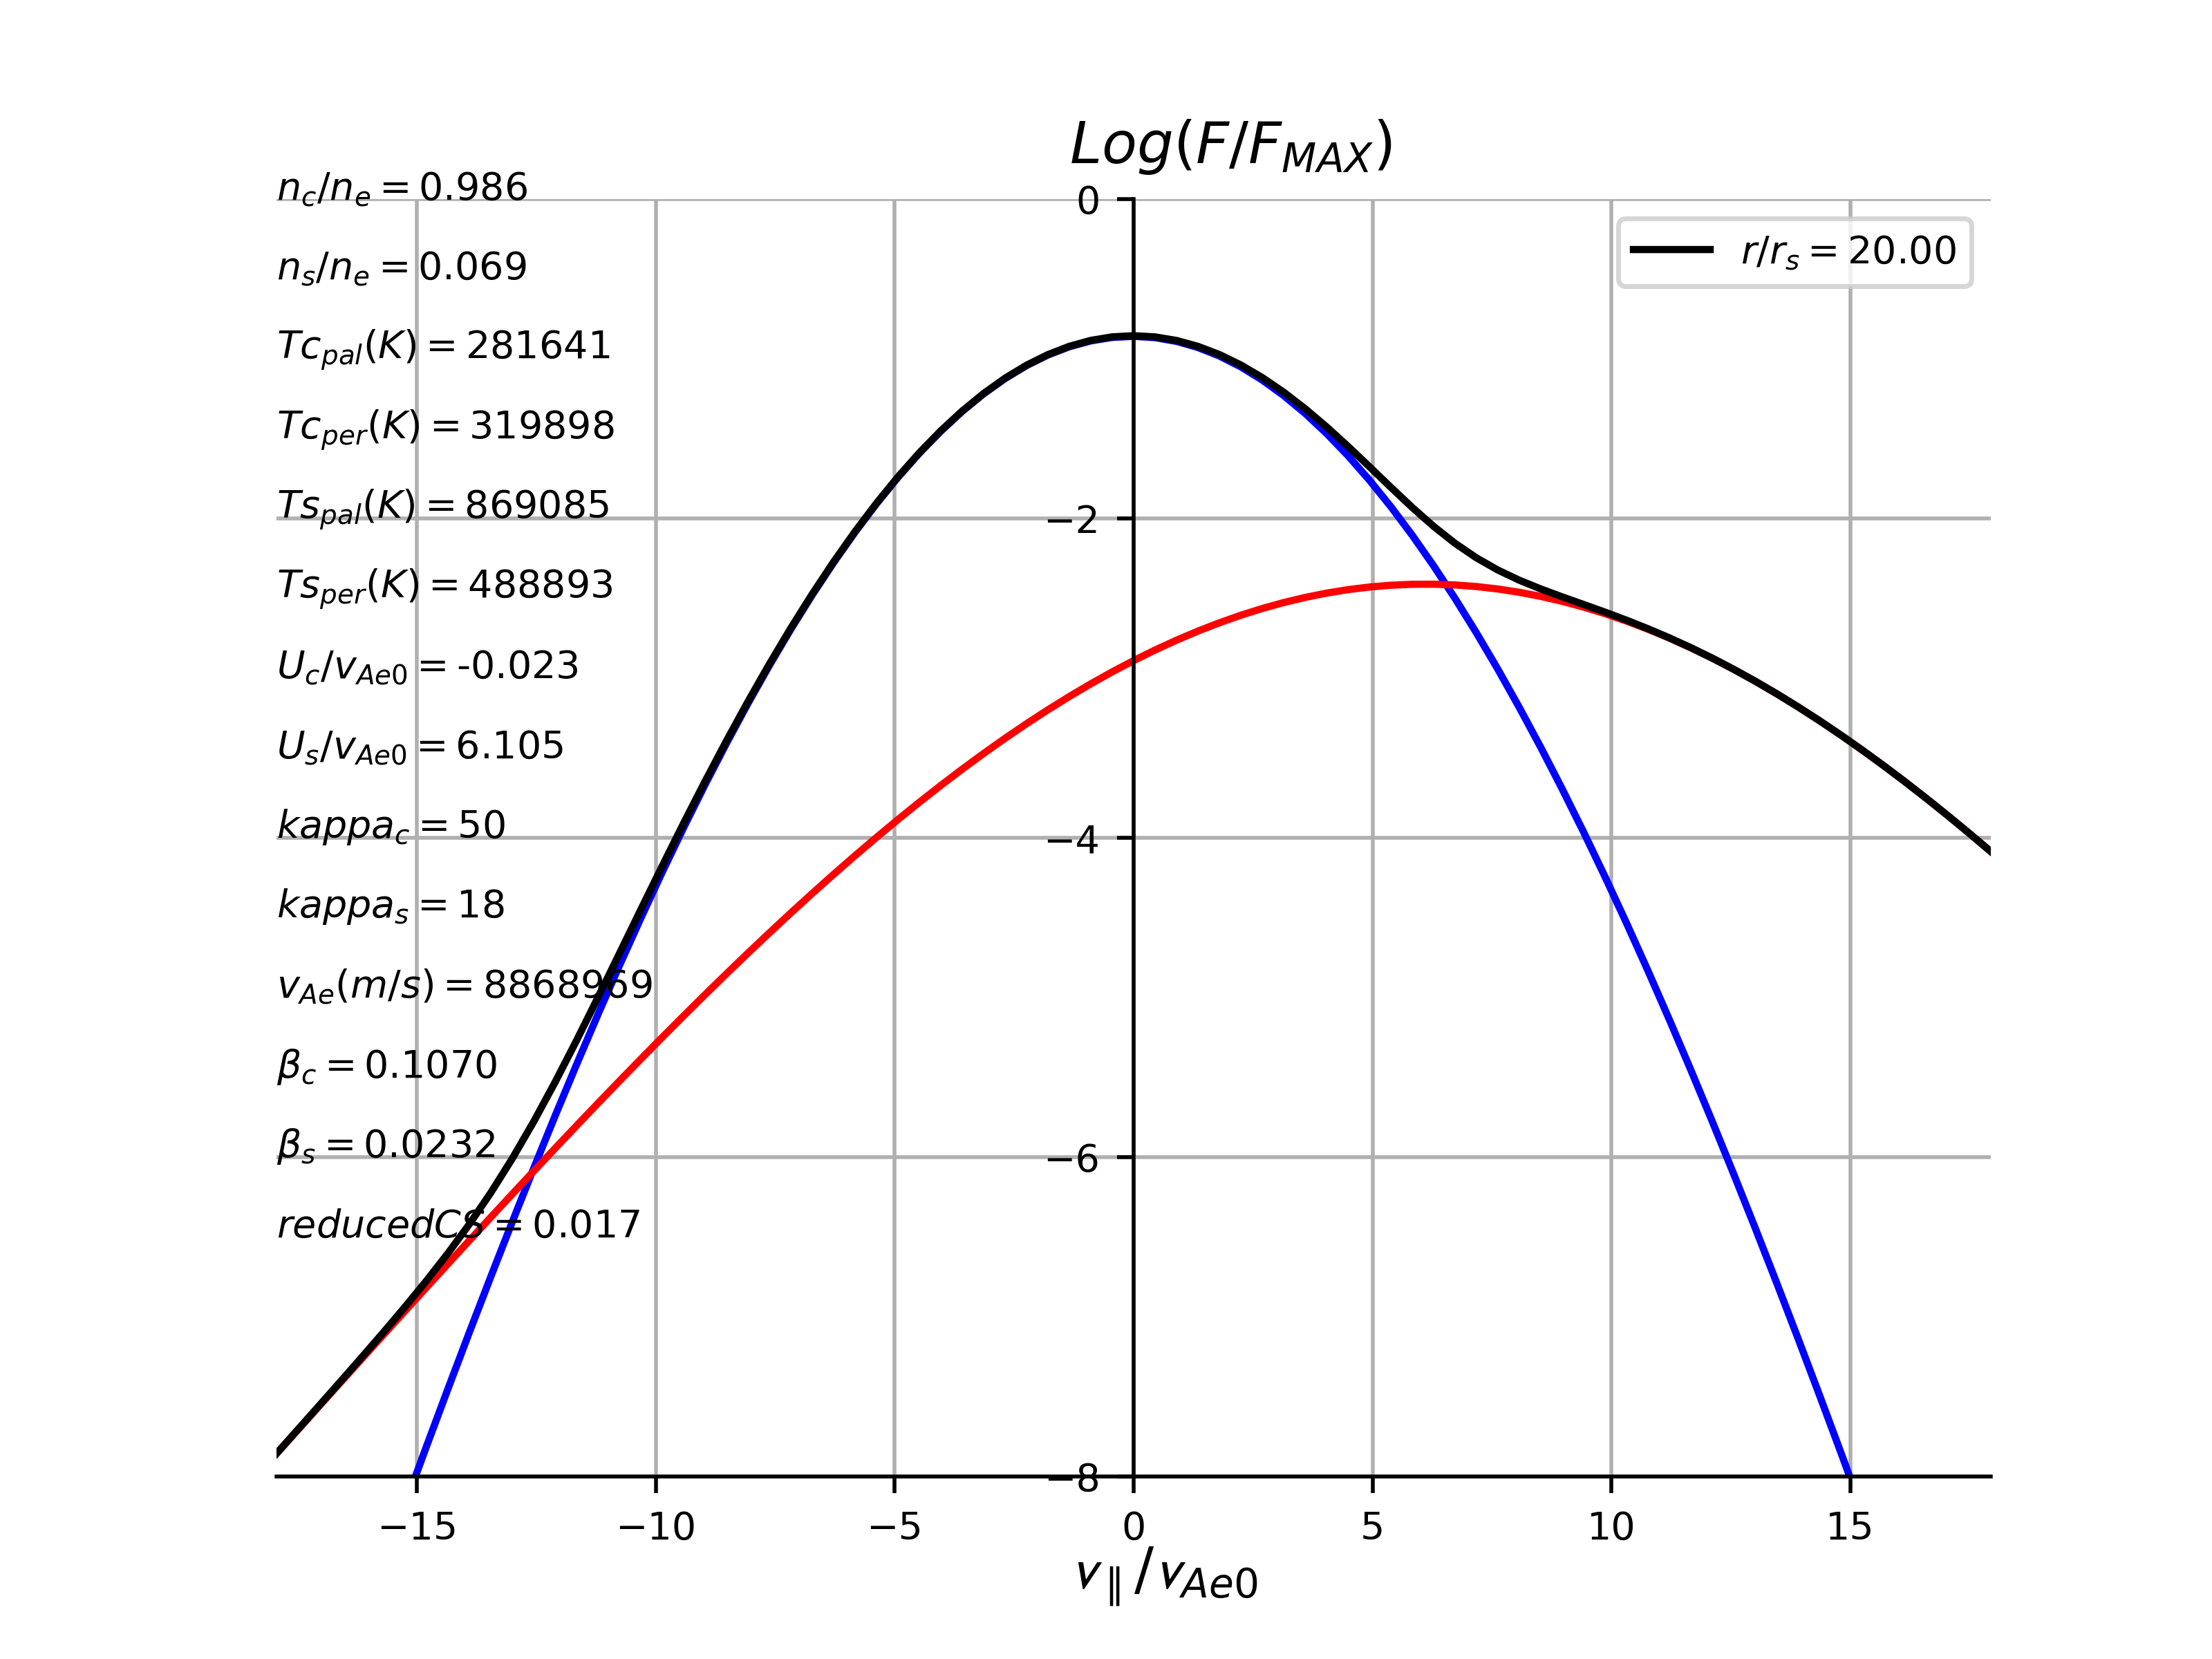 Log(F/F_MAX)
n_c/n_e = 0.986
n_s/n_e = 0.069
Tc_pal(K) = 281641
Tc_per(K) = 319898
Ts_pal(K) = 869085
Ts_per(K) = 488893
U_c/v_Ae0 = -0.023
U_s/v_Ae0 = 6.105
kappa_c = 50
kappa_s = 18
v_Ae(m/s) = 8868969
β_c = 0.1070
β_s = 0.0232
reducedCS = 0.017
r/r_s = 20.00
0
−2
−4
−6
−8
−15 −10 −5 0 5 10 15
v_∥/v_Ae0